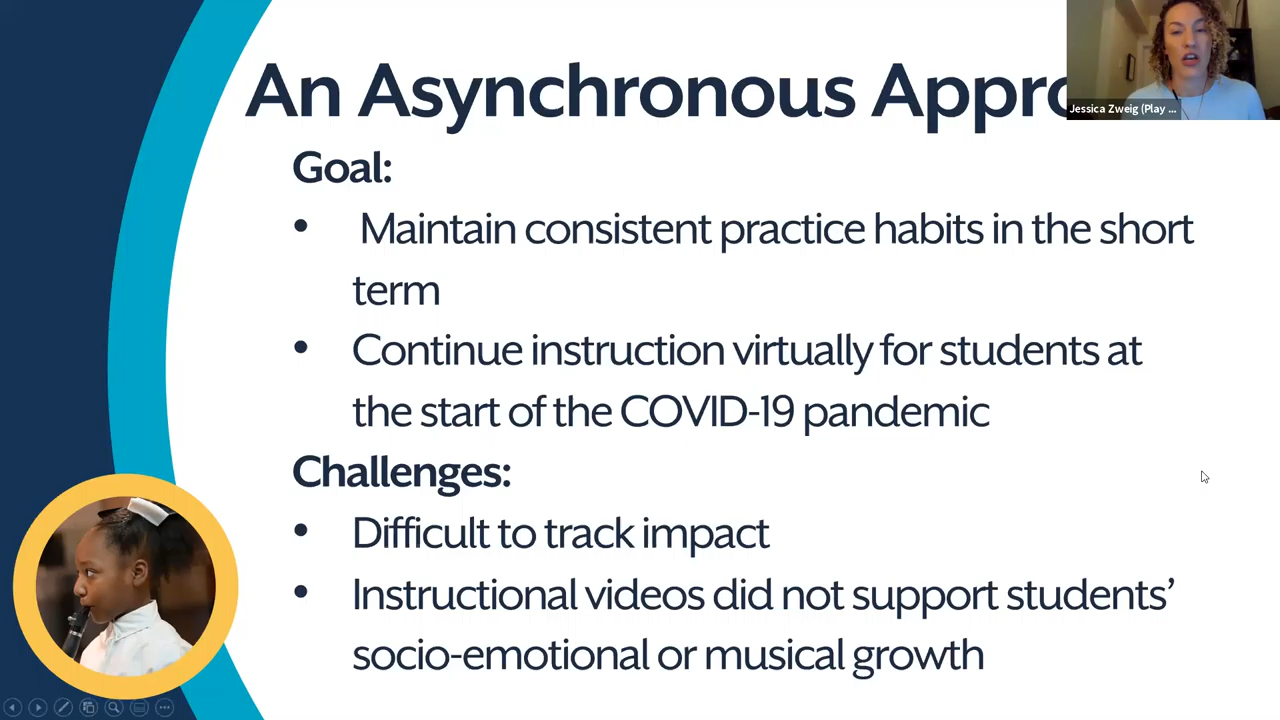 An Asynchronous Appro
Jessica Zweig (Play ...
Goal:
• Maintain consistent practice habits in the short
term
• Continue instruction virtually for students at
the start of the COVID-19 pandemic
Challenges:
• Difficult to track impact
• Instructional videos did not support students’
socio-emotional or musical growth